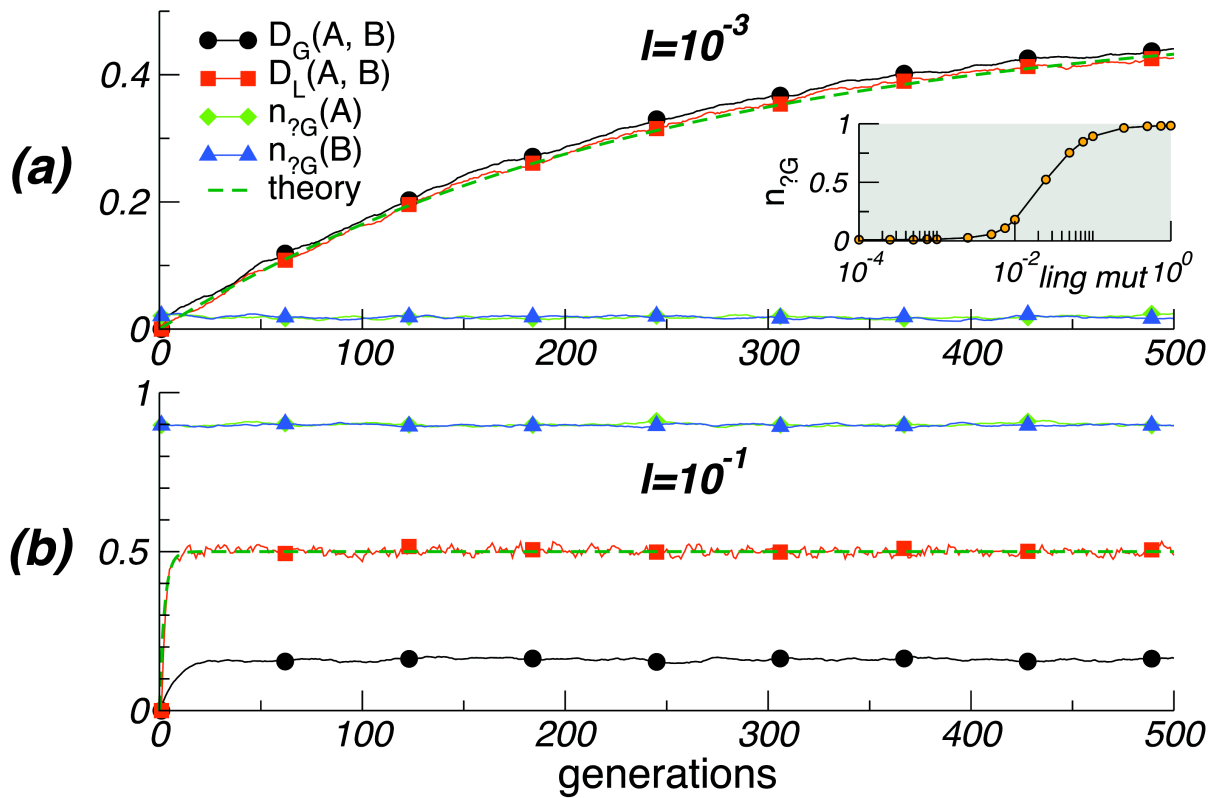 (a)
l=10^-3
D_G(A, B)
D_L(A, B)
n_?G(A)
n_?G(B)
theory
0.4
0.2
0
0 100 200 300 400 500
n_?G
1
0.5
0
10^-4 10^-2 ling mut 10^0
(b)
l=10^-1
1
0.5
0
0 100 200 300 400 500
generations